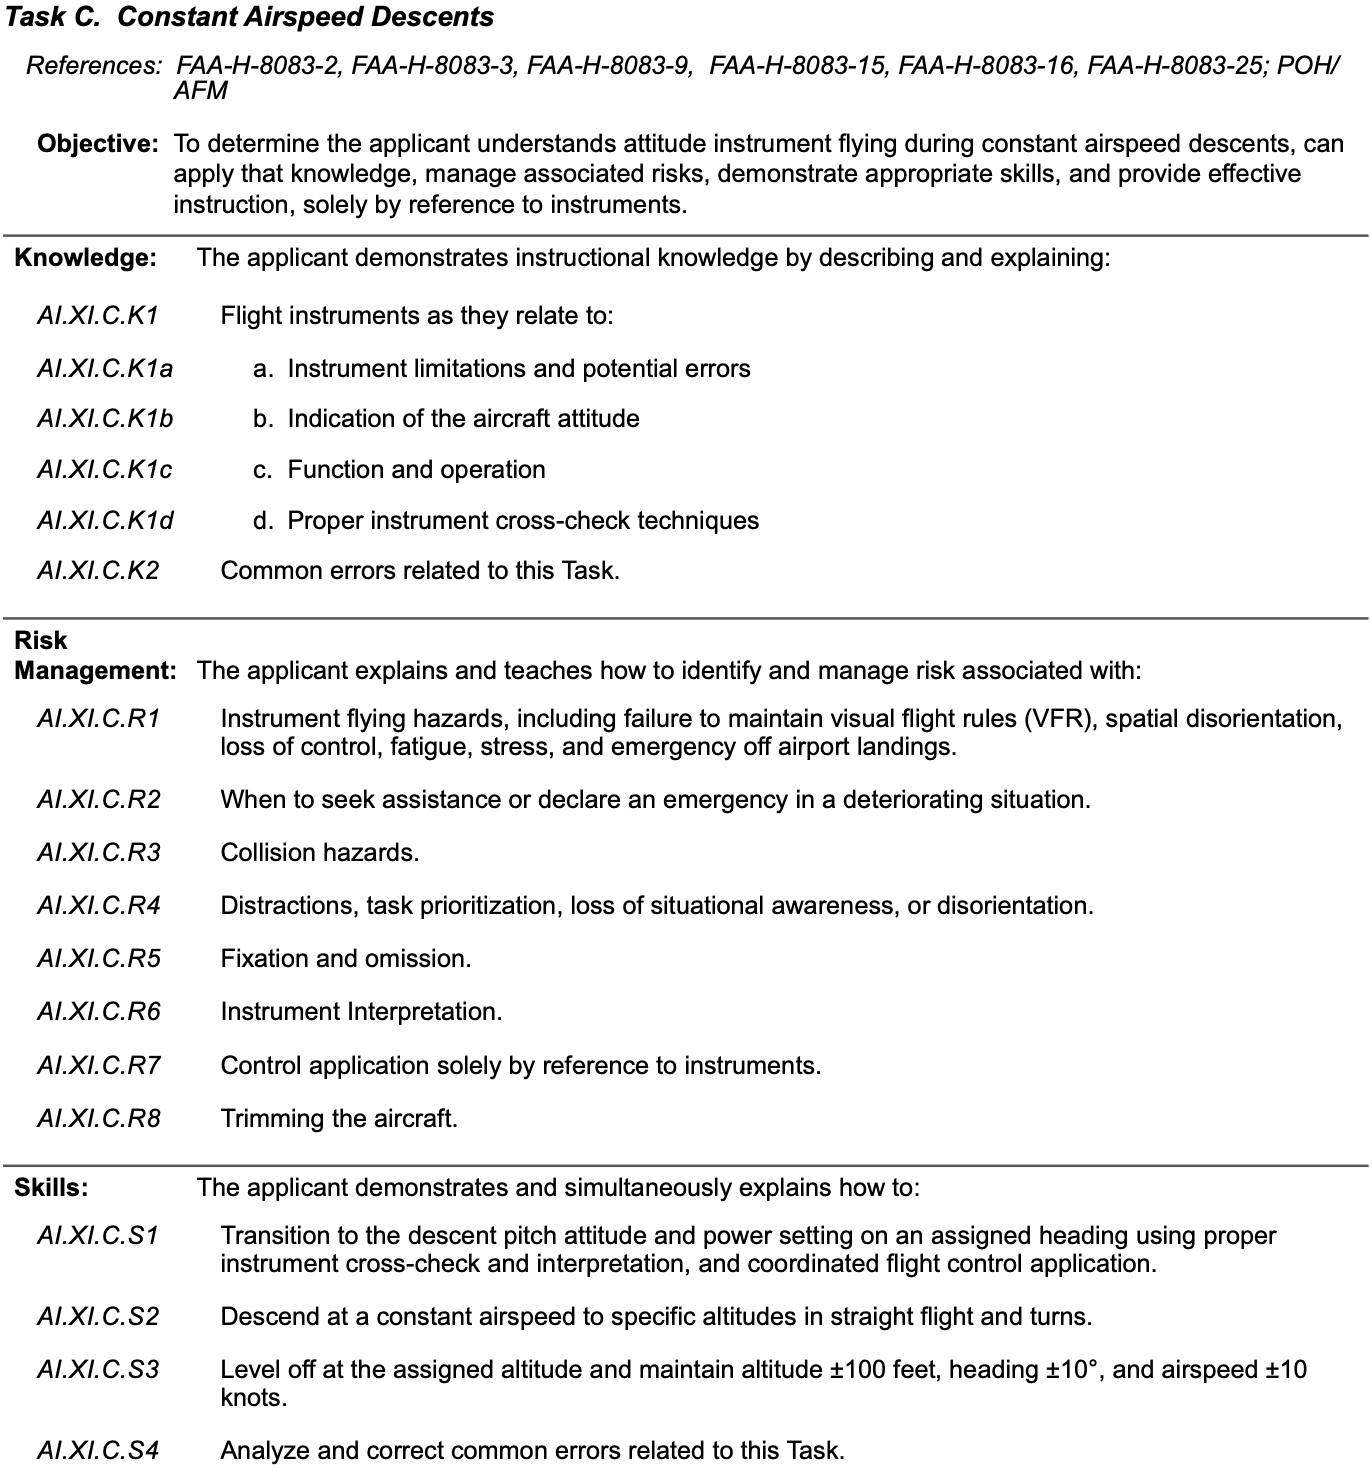 Task C. Constant Airspeed Descents
References: FAA-H-8083-2, FAA-H-8083-3, FAA-H-8083-9, FAA-H-8083-15, FAA-H-8083-16, FAA-H-8083-25; POH/
AFM
Objective: To determine the applicant understands attitude instrument flying during constant airspeed descents, can
apply that knowledge, manage associated risks, demonstrate appropriate skills, and provide effective
instruction, solely by reference to instruments.
Knowledge: The applicant demonstrates instructional knowledge by describing and explaining:
AI.XI.C.K1 Flight instruments as they relate to:
AI.XI.C.K1a a. Instrument limitations and potential errors
AI.XI.C.K1b b. Indication of the aircraft attitude
AI.XI.C.K1c c. Function and operation
AI.XI.C.K1d d. Proper instrument cross-check techniques
AI.XI.C.K2 Common errors related to this Task.
Risk
Management: The applicant explains and teaches how to identify and manage risk associated with:
AI.XI.C.R1 Instrument flying hazards, including failure to maintain visual flight rules (VFR), spatial disorientation,
loss of control, fatigue, stress, and emergency off airport landings.
AI.XI.C.R2 When to seek assistance or declare an emergency in a deteriorating situation.
AI.XI.C.R3 Collision hazards.
AI.XI.C.R4 Distractions, task prioritization, loss of situational awareness, or disorientation.
AI.XI.C.R5 Fixation and omission.
AI.XI.C.R6 Instrument Interpretation.
AI.XI.C.R7 Control application solely by reference to instruments.
AI.XI.C.R8 Trimming the aircraft.
Skills: The applicant demonstrates and simultaneously explains how to:
AI.XI.C.S1 Transition to the descent pitch attitude and power setting on an assigned heading using proper
instrument cross-check and interpretation, and coordinated flight control application.
AI.XI.C.S2 Descend at a constant airspeed to specific altitudes in straight flight and turns.
AI.XI.C.S3 Level off at the assigned altitude and maintain altitude ±100 feet, heading ±10°, and airspeed ±10
knots.
AI.XI.C.S4 Analyze and correct common errors related to this Task.